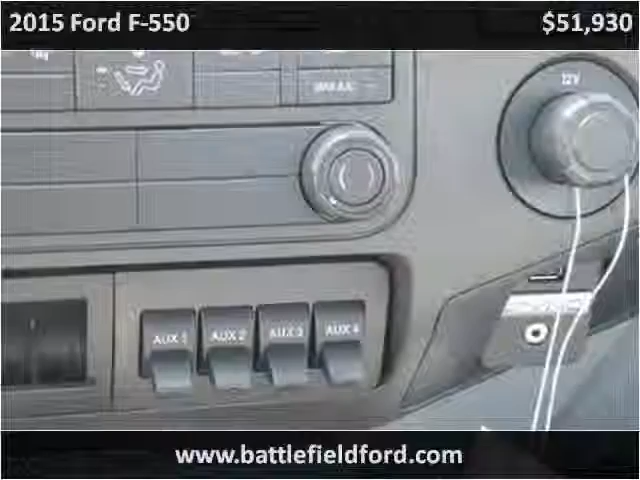 2015 Ford F-550
$51,930
12V
MAX A/C
AUX 1
AUX 2
AUX 3
AUX 4
www.battlefieldford.com